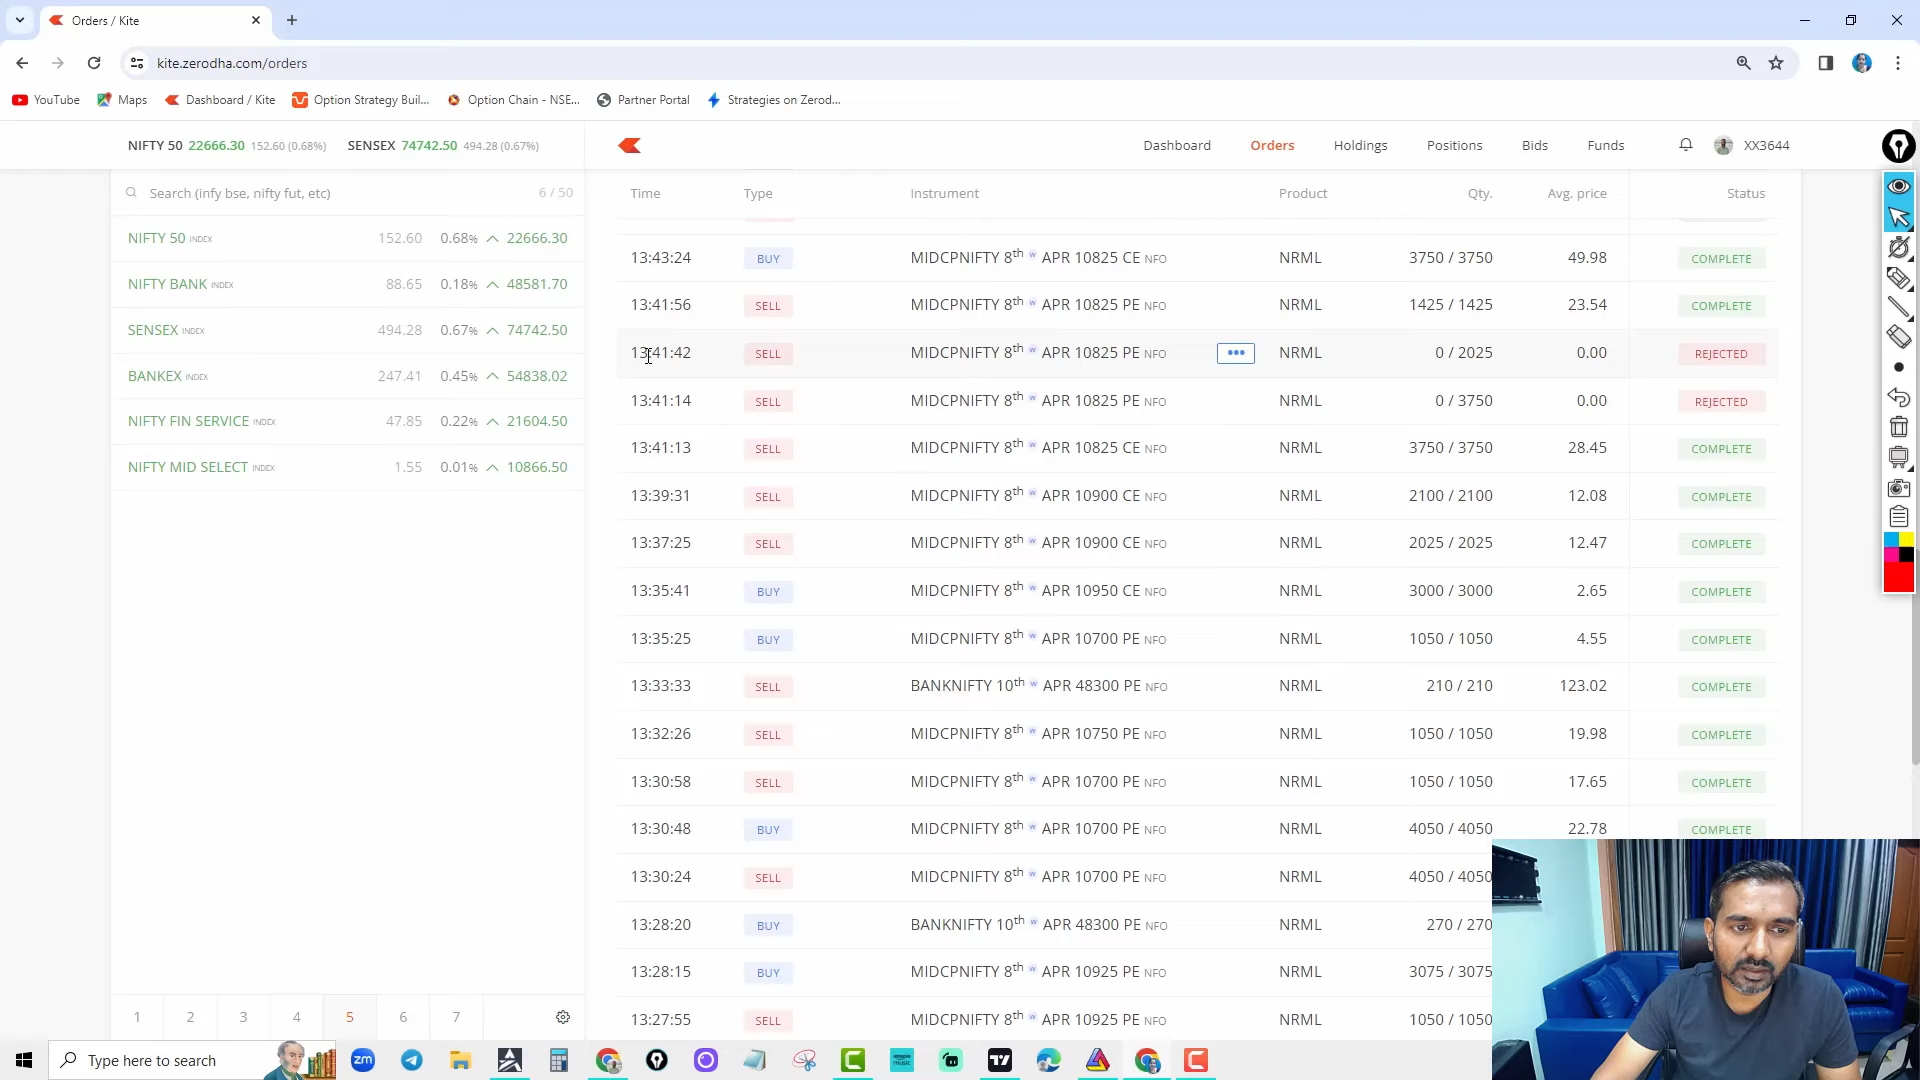 Orders / Kite
kite.zerodha.com/orders
YouTube Maps Dashboard / Kite Option Strategy Buil... Option Chain - NSE... Partner Portal Strategies on Zerod...
NIFTY 50 22666.30 152.60 (0.68%) SENSEX 74742.50 494.28 (0.67%) Dashboard Orders Holdings Positions Bids Funds XX3644
Search (infy bse, nifty fut, etc) 6 / 50
NIFTY 50 INDEX 152.60 0.68% 22666.30
NIFTY BANK INDEX 88.65 0.18% 48581.70
SENSEX INDEX 494.28 0.67% 74742.50
BANKEX INDEX 247.41 0.45% 54838.02
NIFTY FIN SERVICE INDEX 47.85 0.22% 21604.50
NIFTY MID SELECT INDEX 1.55 0.01% 10866.50
1 2 3 4 5 6 7
Time Type Instrument Product Qty. Avg. price Status
13:43:24 BUY MIDCPNIFTY 8th w APR 10825 CE NFO NRML 3750 / 3750 49.98 COMPLETE
13:41:56 SELL MIDCPNIFTY 8th w APR 10825 PE NFO NRML 1425 / 1425 23.54 COMPLETE
13:41:42 SELL MIDCPNIFTY 8th w APR 10825 PE NFO ••• NRML 0 / 2025 0.00 REJECTED
13:41:14 SELL MIDCPNIFTY 8th w APR 10825 PE NFO NRML 0 / 3750 0.00 REJECTED
13:41:13 SELL MIDCPNIFTY 8th w APR 10825 CE NFO NRML 3750 / 3750 28.45 COMPLETE
13:39:31 SELL MIDCPNIFTY 8th w APR 10900 CE NFO NRML 2100 / 2100 12.08 COMPLETE
13:37:25 SELL MIDCPNIFTY 8th w APR 10900 CE NFO NRML 2025 / 2025 12.47 COMPLETE
13:35:41 BUY MIDCPNIFTY 8th w APR 10950 CE NFO NRML 3000 / 3000 2.65 COMPLETE
13:35:25 BUY MIDCPNIFTY 8th w APR 10700 PE NFO NRML 1050 / 1050 4.55 COMPLETE
13:33:33 SELL BANKNIFTY 10th w APR 48300 PE NFO NRML 210 / 210 123.02 COMPLETE
13:32:26 SELL MIDCPNIFTY 8th w APR 10750 PE NFO NRML 1050 / 1050 19.98 COMPLETE
13:30:58 SELL MIDCPNIFTY 8th w APR 10700 PE NFO NRML 1050 / 1050 17.65 COMPLETE
13:30:48 BUY MIDCPNIFTY 8th w APR 10700 PE NFO NRML 4050 / 4050 22.78 COMPLETE
13:30:24 SELL MIDCPNIFTY 8th w APR 10700 PE NFO NRML 4050 / 4050
13:28:20 BUY BANKNIFTY 10th w APR 48300 PE NFO NRML 270 / 270
13:28:15 BUY MIDCPNIFTY 8th w APR 10925 PE NFO NRML 3075 / 3075
13:27:55 SELL MIDCPNIFTY 8th w APR 10925 PE NFO NRML 1050 / 1050
Type here to search